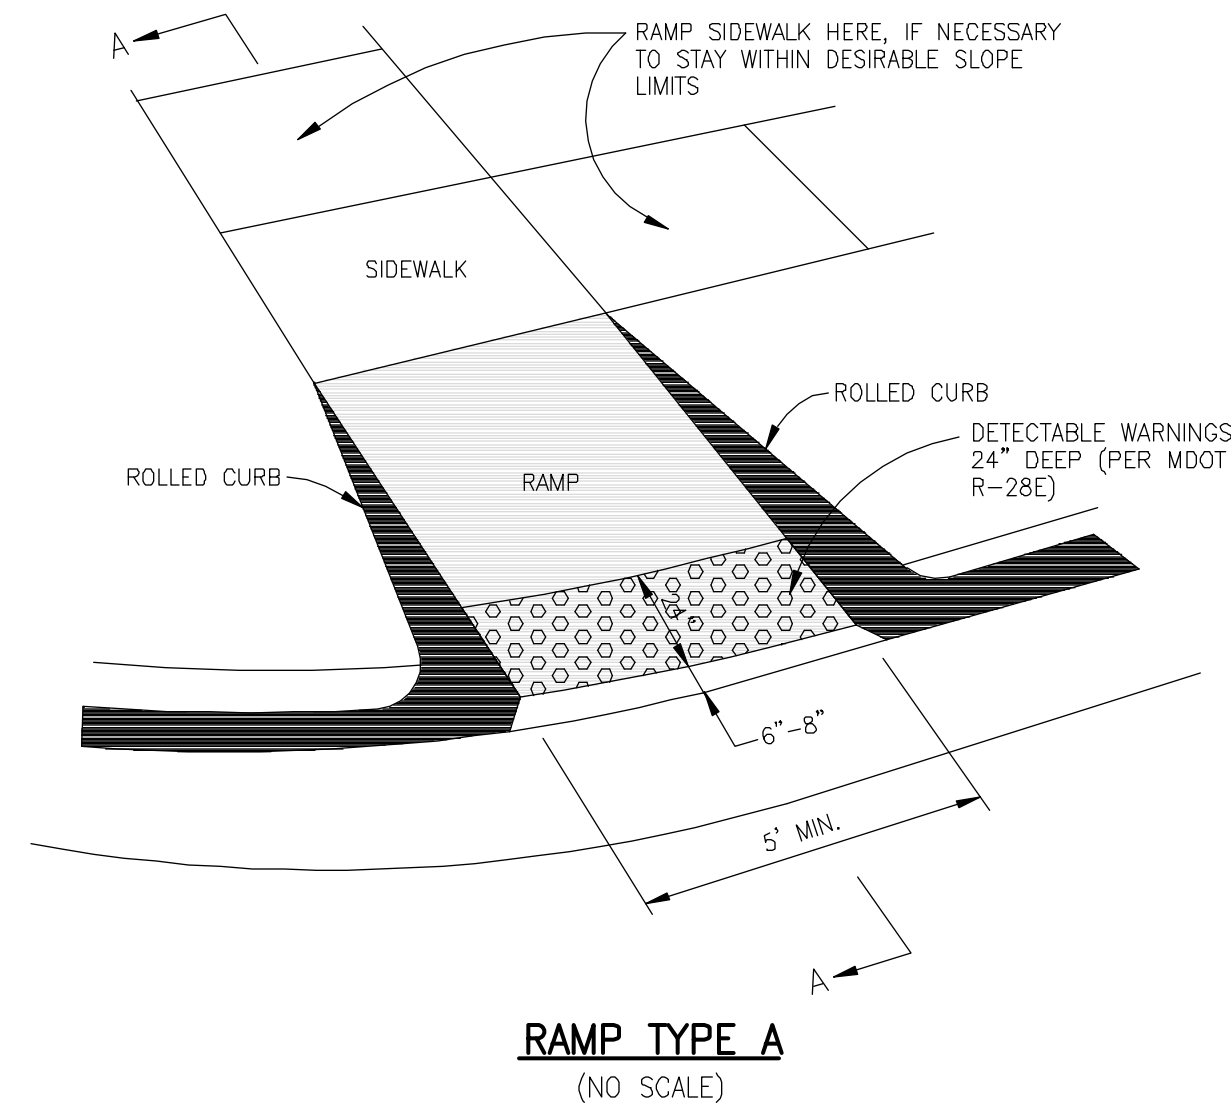 A
RAMP SIDEWALK HERE, IF NECESSARY
TO STAY WITHIN DESIRABLE SLOPE
LIMITS
SIDEWALK
ROLLED CURB
DETECTABLE WARNINGS
24" DEEP (PER MDOT
R-28E)
ROLLED CURB
RAMP
24"
6"-8"
5' MIN.
A
RAMP TYPE A
(NO SCALE)